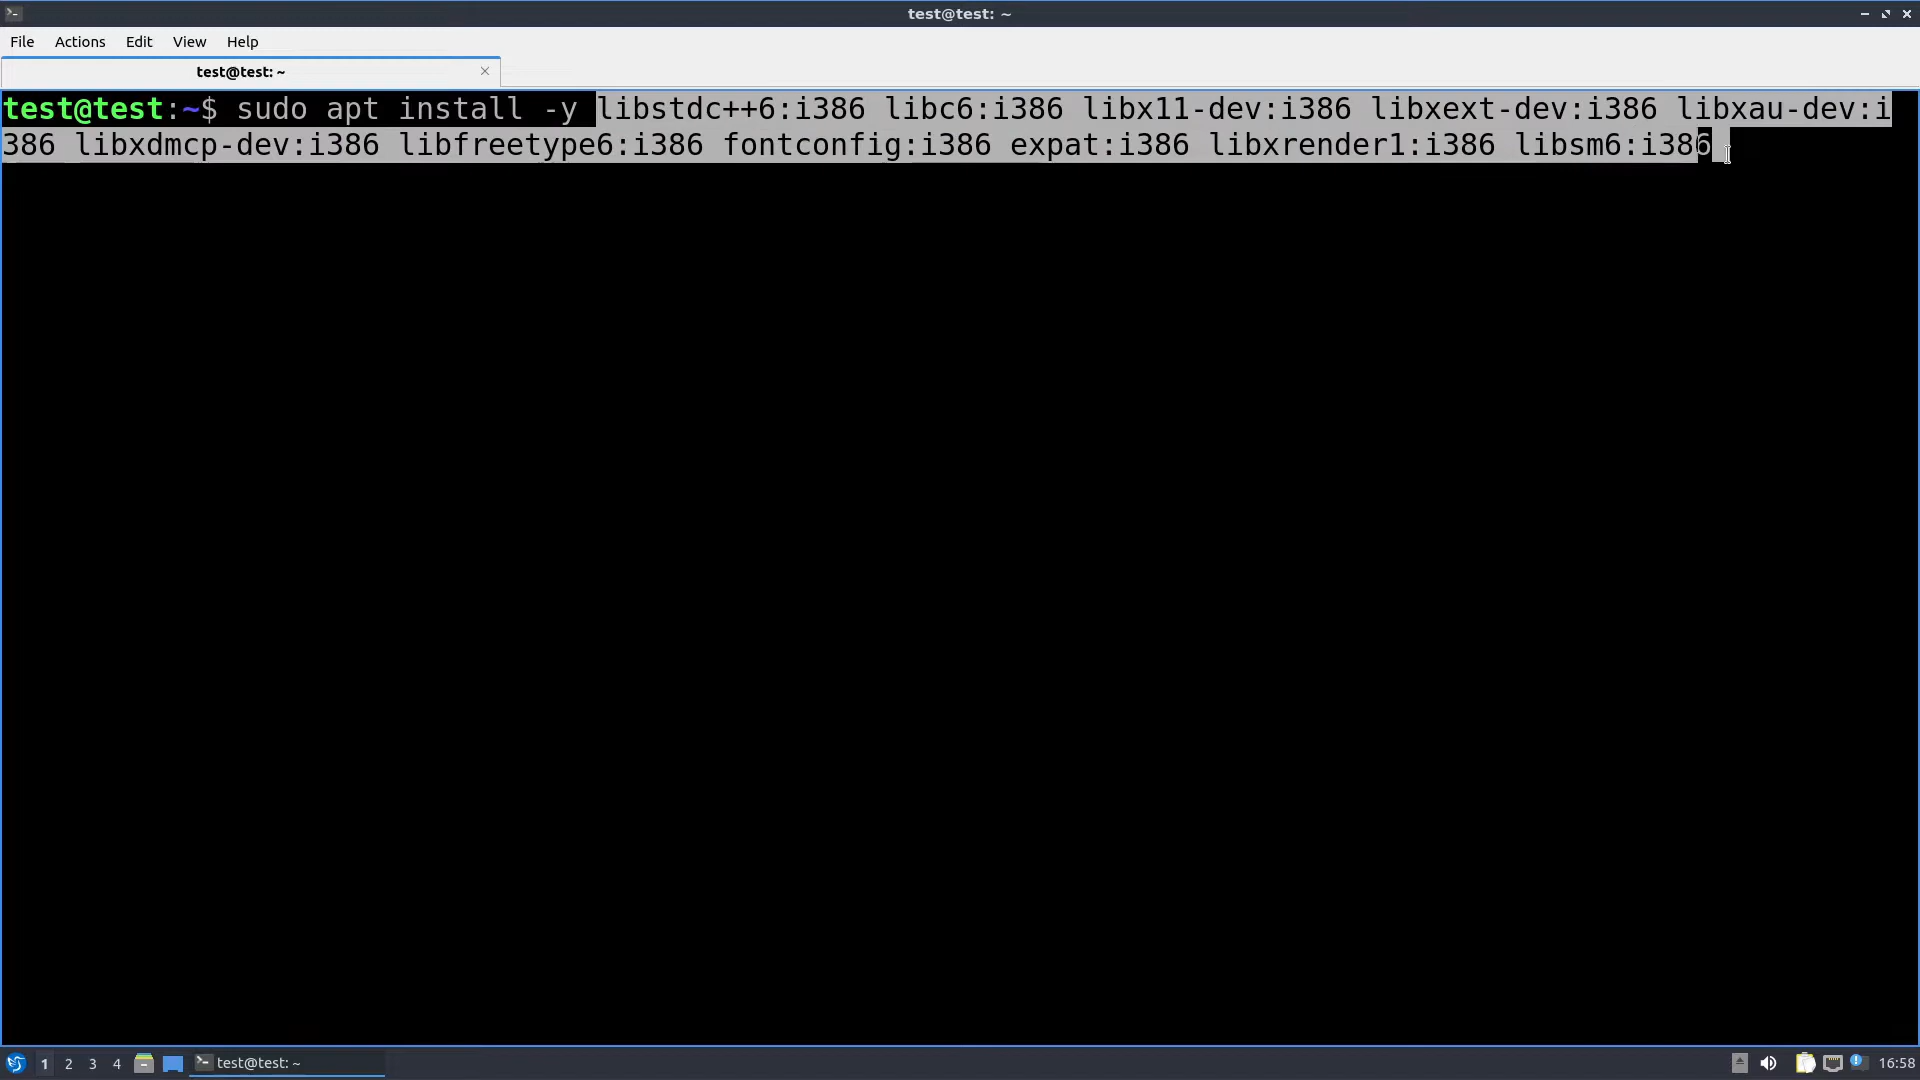 test@test: ~
File Actions Edit View Help
test@test: ~
test@test:~$ sudo apt install -y libstdc++6:i386 libc6:i386 libx11-dev:i386 libxext-dev:i386 libxau-dev:i
386 libxdmcp-dev:i386 libfreetype6:i386 fontconfig:i386 expat:i386 libxrender1:i386 libsm6:i386
1 2 3 4 test@test: ~ 16:58